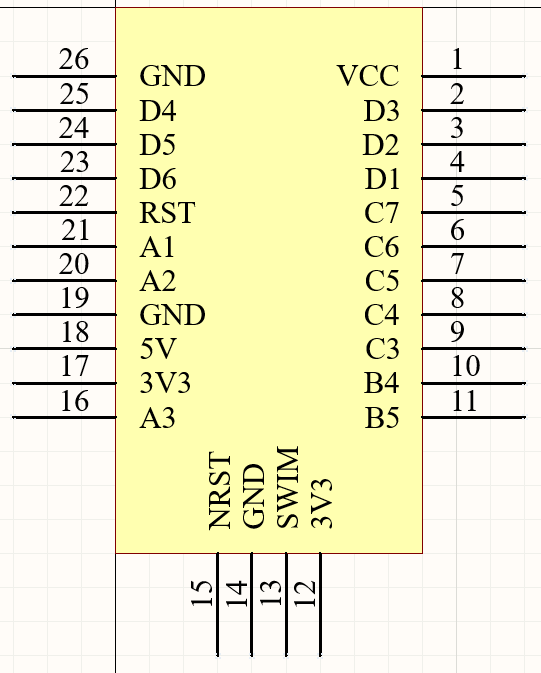 26 GND VCC 1
25 D4 D3 2
24 D5 D2 3
23 D6 D1 4
22 RST C7 5
21 A1 C6 6
20 A2 C5 7
19 GND C4 8
18 5V C3 9
17 3V3 B4 10
16 A3 B5 11
NRST GND SWIM 3V3
15 14 13 12